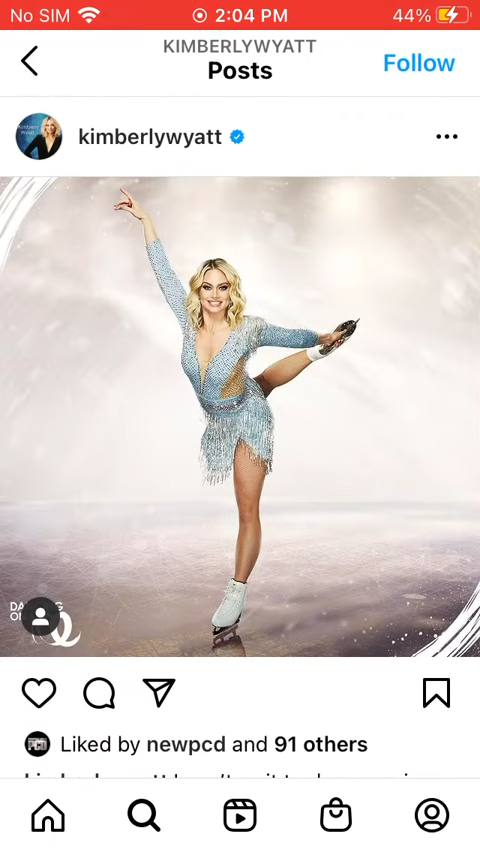 No SIM 2:04 PM 44%
KIMBERLYWYATT
Posts
Follow
kimberlywyatt
Liked by newpcd and 91 others